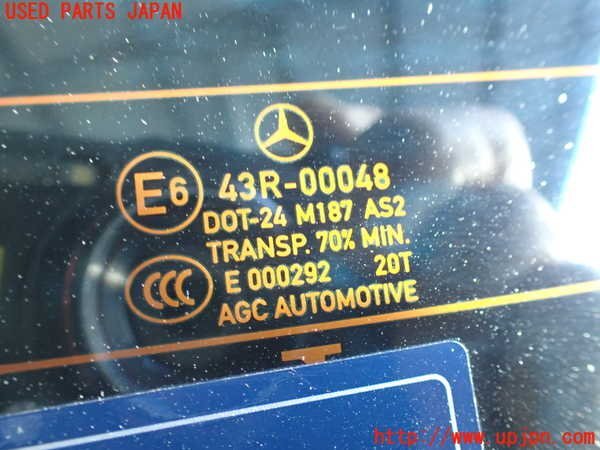 USED PARTS JAPAN
E6
43R-00048
DOT-24 M187 AS2
TRANSP. 70% MIN.
CCC
E 000292 20T
AGC AUTOMOTIVE
http://www.upjpn.com